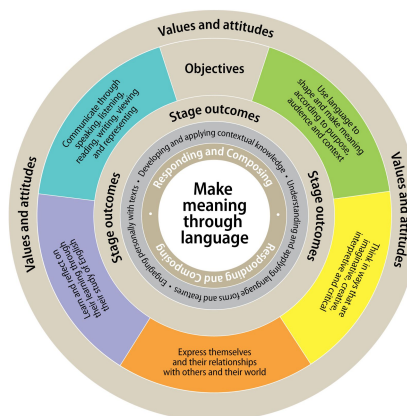 Values and attitudes
Values and attitudes
Values and attitudes
Objectives
Communicate through
speaking, listening,
reading, writing, viewing
and representing
Use language to
shape and make meaning
according to purpose,
audience and context
Think in ways that are
imaginative, creative,
interpretive and critical
Express themselves
and their relationships
with others and their world
Learn and reflect on
their learning through
their study of English
Stage outcomes
Stage outcomes
Stage outcomes
Developing and applying contextual knowledge • Understanding and applying language forms and features • Engaging personally with texts •
Responding and Composing
Responding and Composing
Make
meaning
through
language